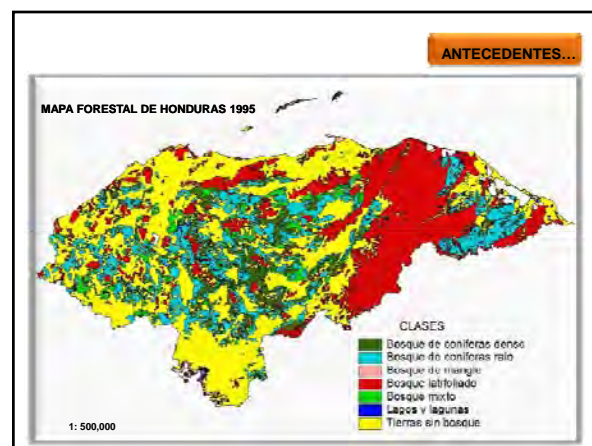 ANTECEDENTES...
MAPA FORESTAL DE HONDURAS 1995
CLASES
Bosque de coniferas denso
Bosque de coniferas ralo
Bosque de mangle
Bosque latifoliado
Bosque mixto
Lagos y lagunas
Tierras sin bosque
1: 500,000